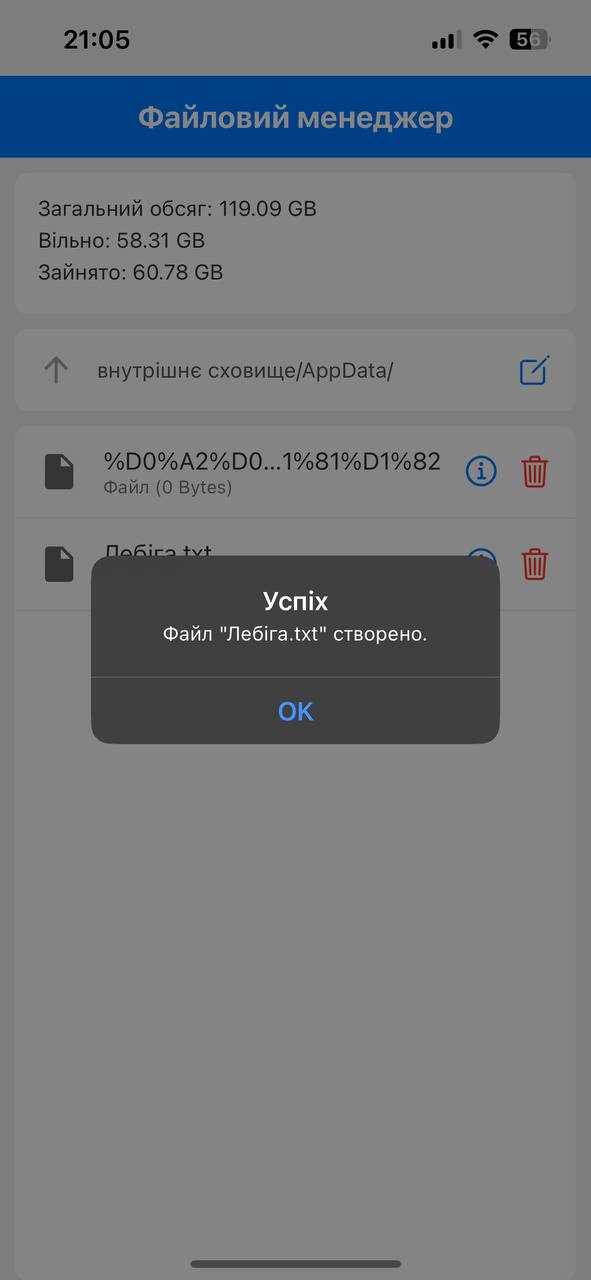 21:05
56
Файловий менеджер
Загальний обсяг: 119.09 GB
Вільно: 58.31 GB
Зайнято: 60.78 GB
внутрішнє сховище/AppData/
%D0%A2%D0...1%81%D1%82
Файл (0 Bytes)
Лебіга.txt
Успіх
Файл "Лебіга.txt" створено.
OK